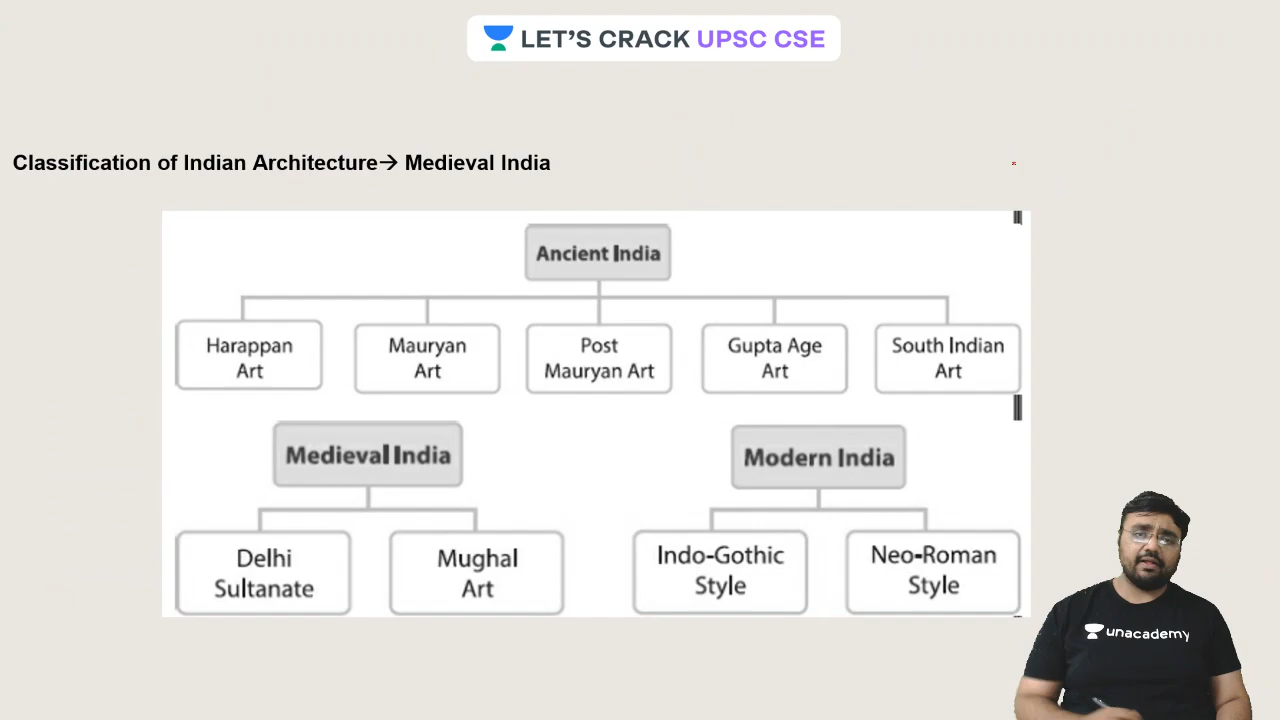 LET'S CRACK UPSC CSE
Classification of Indian Architecture→ Medieval India
Ancient India
Harappan
Art
Mauryan
Art
Post
Mauryan Art
Gupta Age
Art
South Indian
Art
Medieval India
Modern India
Delhi
Sultanate
Mughal
Art
Indo-Gothic
Style
Neo-Roman
Style
unacademy